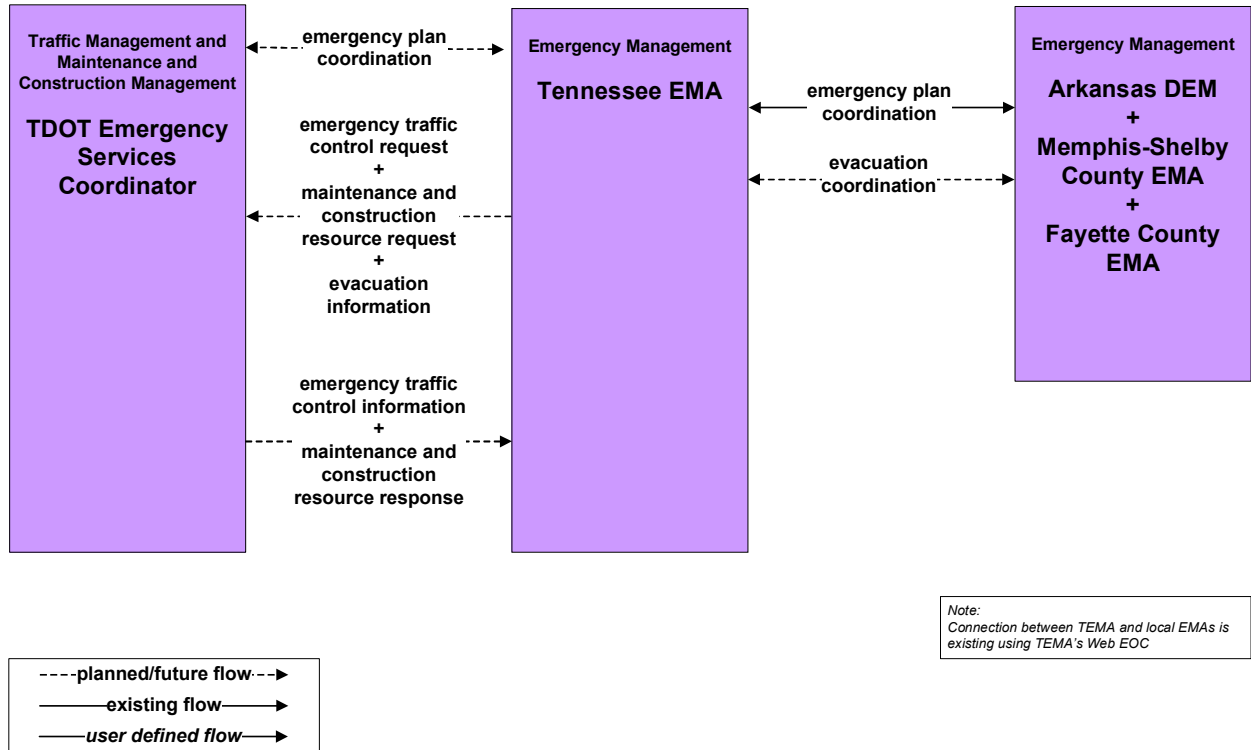 Traffic Management and
Maintenance and
Construction Management
TDOT Emergency
Services
Coordinator
emergency plan
coordination
emergency traffic
control request
+
maintenance and
construction
resource request
+
evacuation
information
emergency traffic
control information
+
maintenance and
construction
resource response
Emergency Management
Tennessee EMA
emergency plan
coordination
evacuation
coordination
Emergency Management
Arkansas DEM
+
Memphis-Shelby
County EMA
+
Fayette County
EMA
Note:
Connection between TEMA and local EMAs is
existing using TEMA's Web EOC
planned/future flow
existing flow
user defined flow